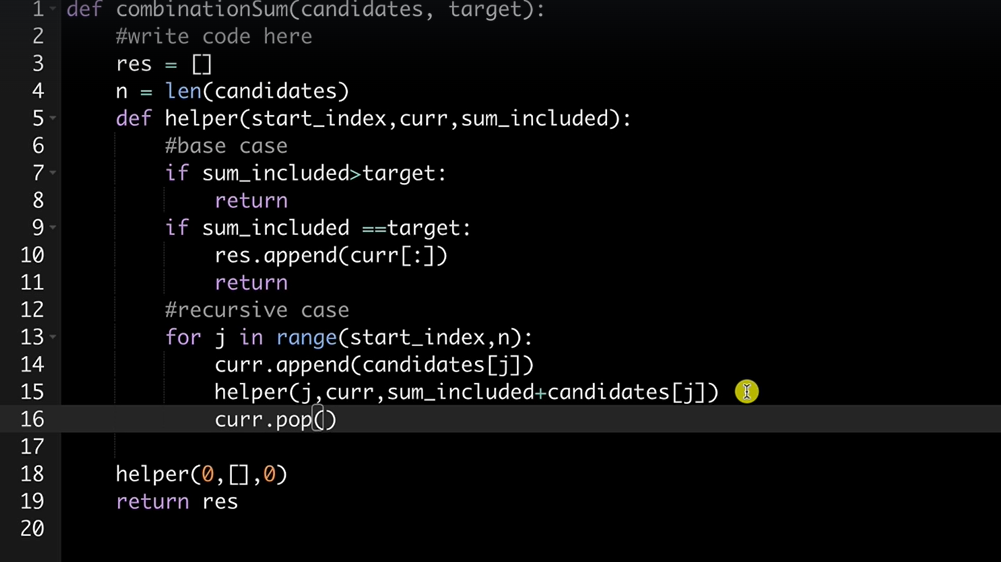 1 def combinationSum(candidates, target):
2 #write code here
3 res = []
4 n = len(candidates)
5 def helper(start_index,curr,sum_included):
6 #base case
7 if sum_included>target:
8 return
9 if sum_included ==target:
10 res.append(curr[:])
11 return
12 #recursive case
13 for j in range(start_index,n):
14 curr.append(candidates[j])
15 helper(j,curr,sum_included+candidates[j])
16 curr.pop()
17
18 helper(0,[],0)
19 return res
20